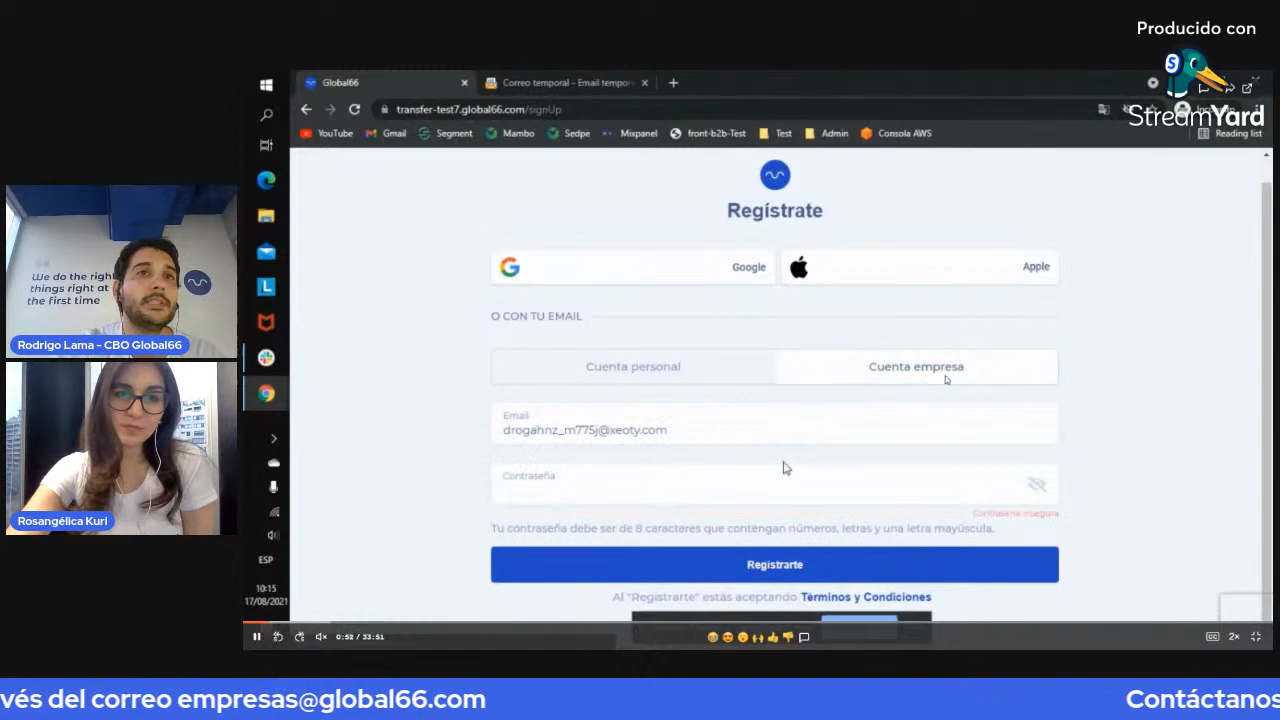 Producido con
StreamYard
Global66
Correo temporal - Email tempor
transfer-test7.global66.com/signUp
YouTube
Gmail
Segment
Mambo
Sedpe
Mixpanel
front-b2b-Test
Test
Admin
Consola AWS
Reading list
Regístrate
Google
Apple
O CON TU EMAIL
Cuenta personal
Cuenta empresa
Email
drogahnz_m775j@xeoty.com
Contraseña
Contraseña insegura
Tu contraseña debe ser de 8 caracteres que contengan números, letras y una letra mayúscula.
Registrarte
Al "Registrarte" estás aceptando Términos y Condiciones
We do the right
things right at
the first time
Rodrigo Lama - CBO Global66
Rosangélica Kuri
ESP
10:15
17/08/2021
0:52 / 33:51
CC
2x
vés del correo empresas@global66.com
Contáctanos